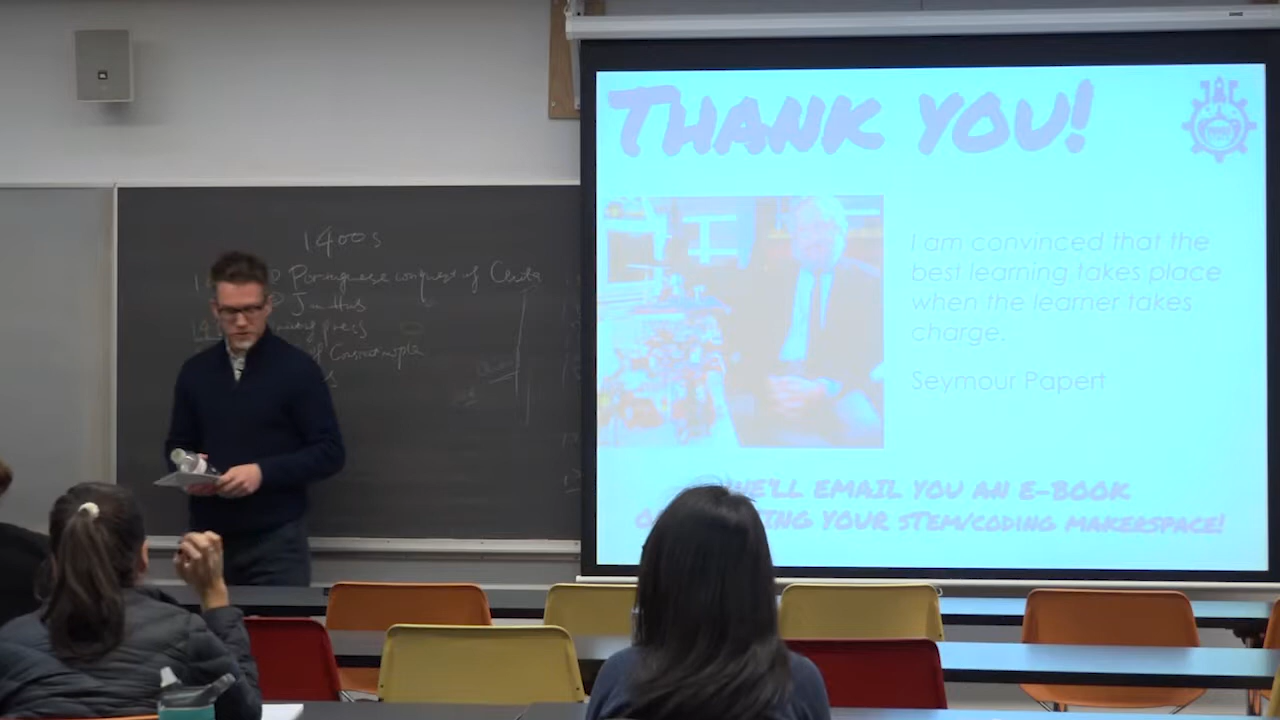 1400s
Portuguese conquest of Ceuta
Jan Hus
press
of Constantinople
THANK YOU!
I am convinced that the
best learning takes place
when the learner takes
charge.
Seymour Papert
WE'LL EMAIL YOU AN E-BOOK
YOUR STEM/CODING MAKERSPACE!